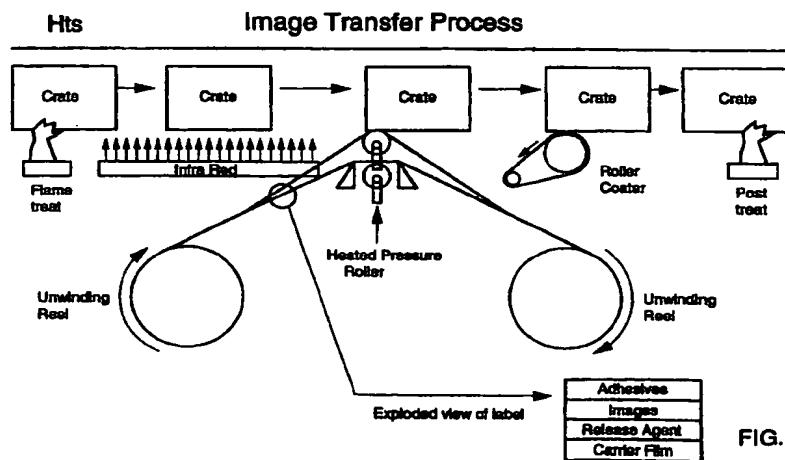 Hts Image Transfer Process
Crate Crate Crate Crate Crate
Infra Red
Flame
treat
Roller
Coater
Post
treat
Heated Pressure
Roller
Unwinding
Reel
Unwinding
Reel
Exploded view of label
Adhesives
Images
Release Agent
Carrier Film
FIG.